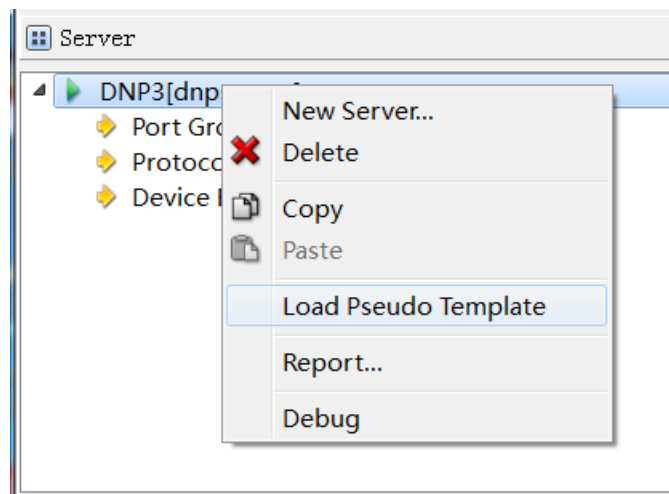 Server
DNP3[dnp
Port Gro
Protoco
Device
New Server...
Delete
Copy
Paste
Load Pseudo Template
Report...
Debug